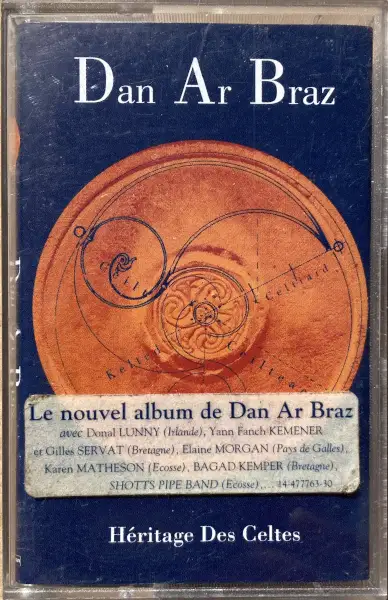 Dan Ar Braz
Keltia
Celtiaid
Le nouvel album de Dan Ar Braz
avec Donal LUNNY (Irlande), Yann Fanch KEMENER
et Gilles SERVAT (Bretagne), Elaine MORGAN (Pays de Galles),
Karen MATHESON (Ecosse), BAGAD KEMPER (Bretagne),
SHOTTS PIPE BAND (Ecosse),... 14-477763-30
Héritage Des Celtes